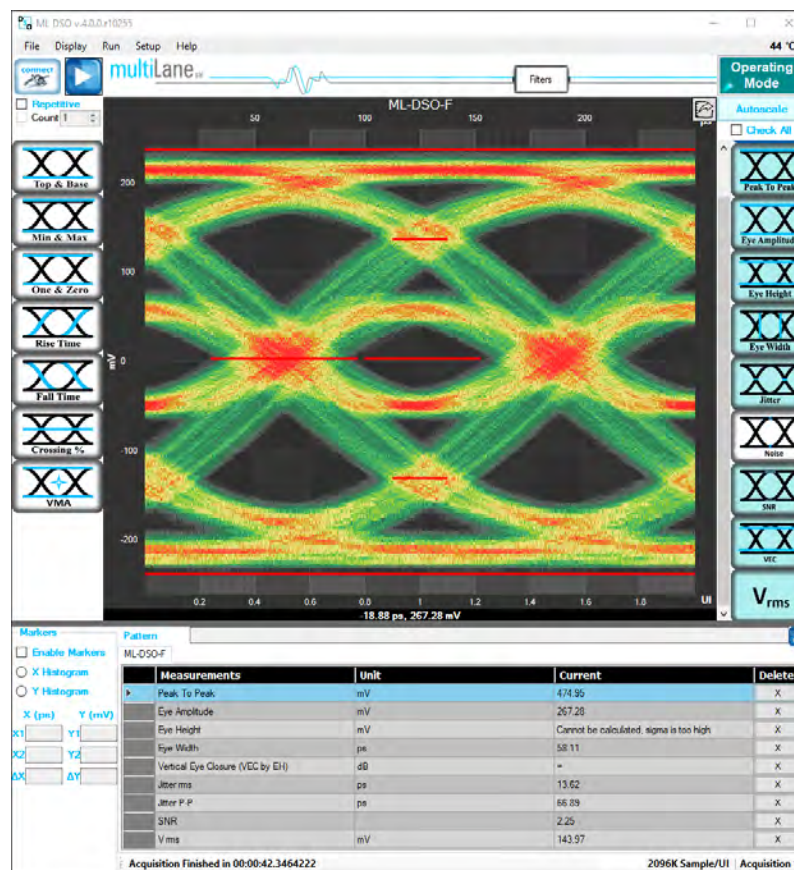 ML DSO v.4.0.0.r10255
File Display Run Setup Help
44 °C
connect
multiLane
Filters
Operating Mode
Repetitive
Count 1
ML-DSO-F
Autoscale
Check All
50 100 150 200
Top & Base
Min & Max
One & Zero
Rise Time
Fall Time
Crossing %
VMA
200
100
0
mV
-100
-200
Peak To Peak
Eye Amplitud
Eye Height
Eye Width
Jitter
Noise
SNR
VEC
Vrms
0.2 0.4 0.6 0.8 1 1.2 1.4 1.6 1.8 UI
-18.88 ps, 267.28 mV
Markers
Enable Markers
X Histogram
Y Histogram
X (ps) Y (mV)
X1 Y1
X2 Y2
ΔX ΔY
Pattern
ML-DSO-F
Measurements Unit Current Delete
Peak To Peak mV 474.95 X
Eye Amplitude mV 267.28 X
Eye Height mV Cannot be calculated, sigma is too high X
Eye Width ps 58.11 X
Vertical Eye Closure (VEC by EH) dB X
Jitter rms ps 13.62 X
Jitter P-P ps 66.89 X
SNR 2.25 X
V rms mV 143.97 X
Acquisition Finished in 00:00:42.3464222
2096K Sample/UI Acquisition